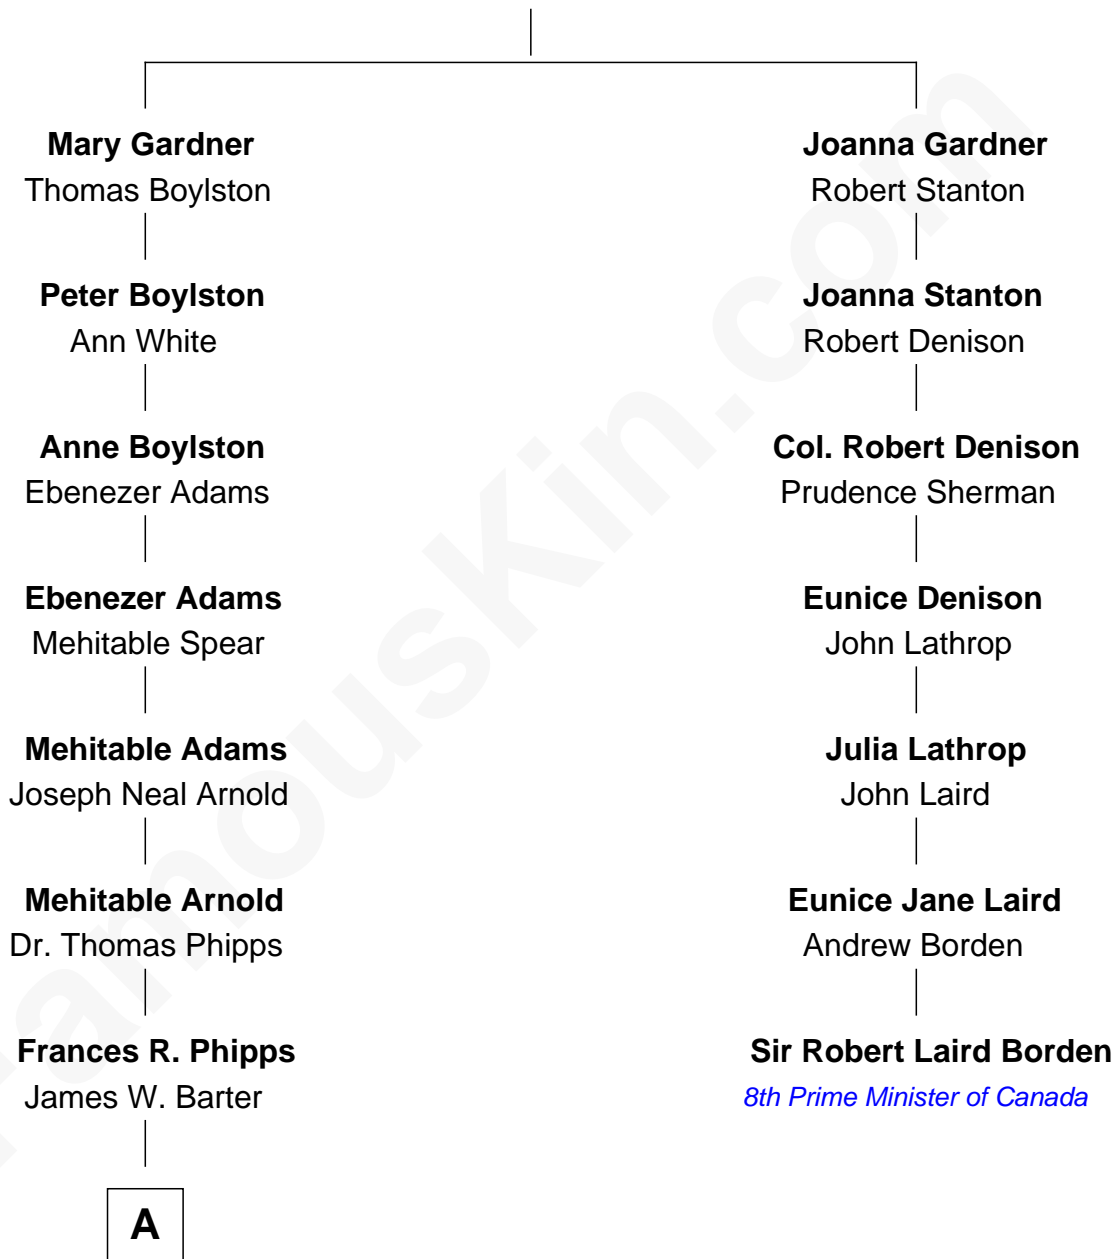 Mary Gardner
Thomas Boylston
Peter Boylston
Ann White
Anne Boylston
Ebenezer Adams
Ebenezer Adams
Mehitable Spear
Mehitable Adams
Joseph Neal Arnold
Mehitable Arnold
Dr. Thomas Phipps
Frances R. Phipps
James W. Barter
A
Joanna Gardner
Robert Stanton
Joanna Stanton
Robert Denison
Col. Robert Denison
Prudence Sherman
Eunice Denison
John Lathrop
Julia Lathrop
John Laird
Eunice Jane Laird
Andrew Borden
Sir Robert Laird Borden
8th Prime Minister of Canada
FamousKin.com